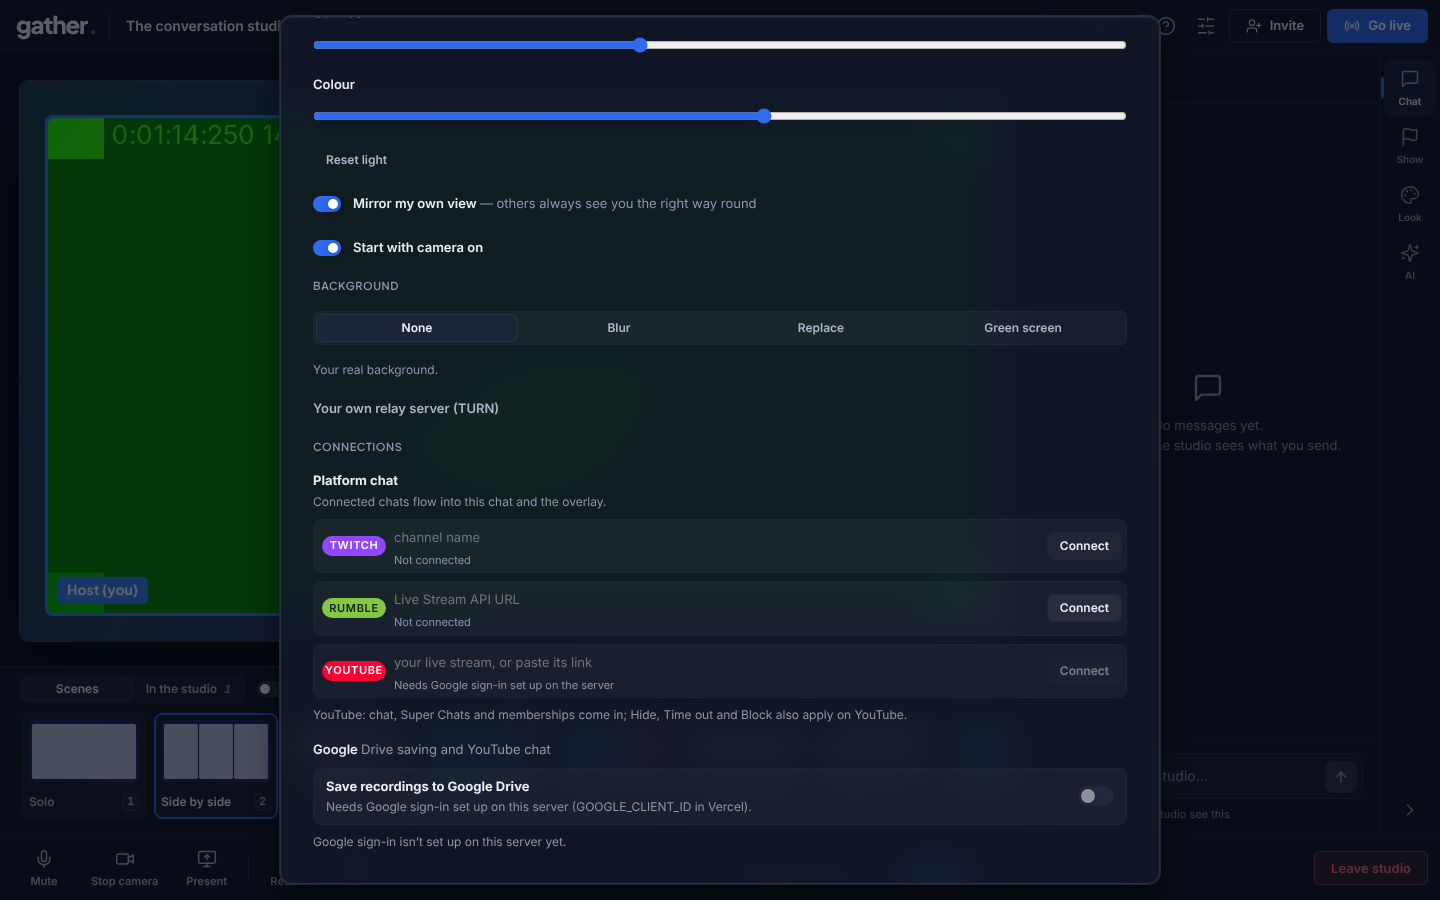 gather.
The conversation studi
Invite
Go live
Colour
0:01:14:250 14
Reset light
Mirror my own view — others always see you the right way round
Start with camera on
BACKGROUND
None
Blur
Replace
Green screen
Your real background.
Your own relay server (TURN)
CONNECTIONS
Platform chat
Connected chats flow into this chat and the overlay.
TWITCH
channel name
Not connected
Connect
RUMBLE
Live Stream API URL
Not connected
Connect
YOUTUBE
your live stream, or paste its link
Needs Google sign-in set up on the server
Connect
YouTube: chat, Super Chats and memberships come in; Hide, Time out and Block also apply on YouTube.
Google Drive saving and YouTube chat
Save recordings to Google Drive
Needs Google sign-in set up on this server (GOOGLE_CLIENT_ID in Vercel).
Google sign-in isn't set up on this server yet.
Host (you)
Scenes
In the studio 1
Solo
1
Side by side
2
Mute
Stop camera
Present
Chat
Show
Look
AI
messages yet.
studio sees what you send.
studio...
see this
Leave studio